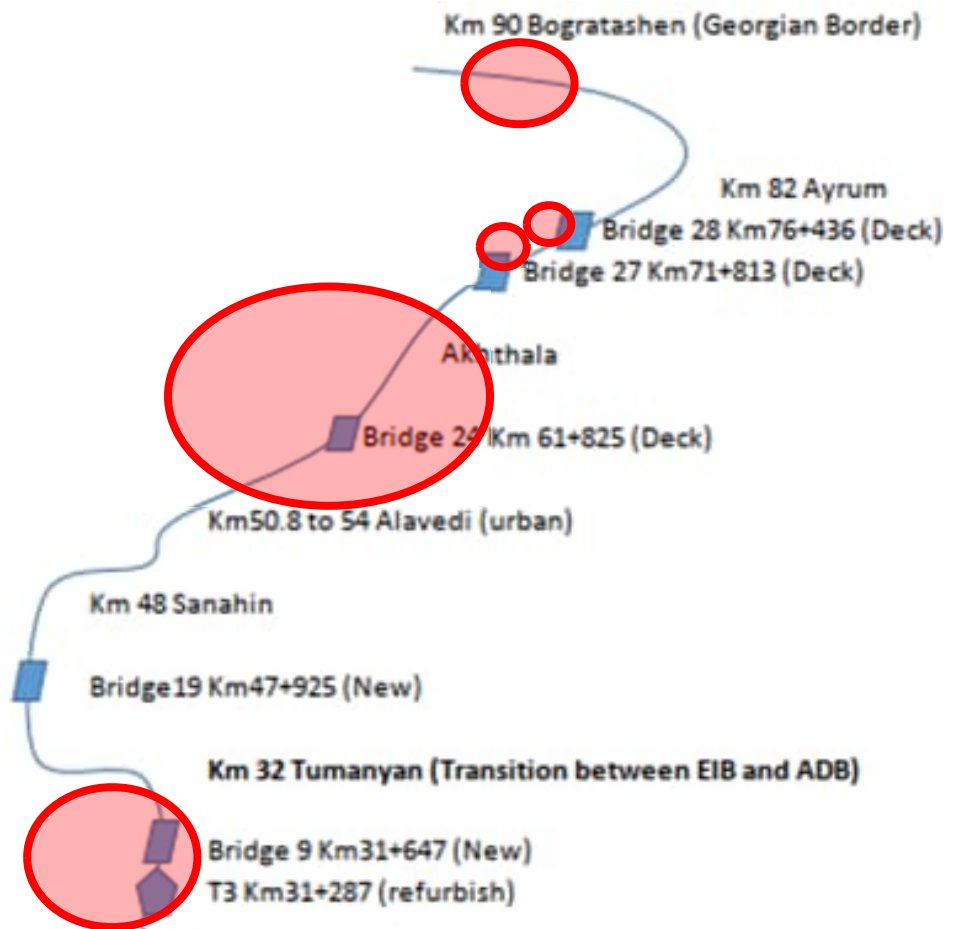 Km 90 Bogratashen (Georgian Border)
Km 82 Ayrum
Bridge 28 Km76+436 (Deck)
Bridge 27 Km71+813 (Deck)
Akhthala
Bridge 24 Km 61+825 (Deck)
Km50.8 to 54 Alavedi (urban)
Km 48 Sanahin
Bridge19 Km47+925 (New)
Km 32 Tumanyan (Transition between EIB and ADB)
Bridge 9 Km31+647 (New)
T3 Km31+287 (refurbish)